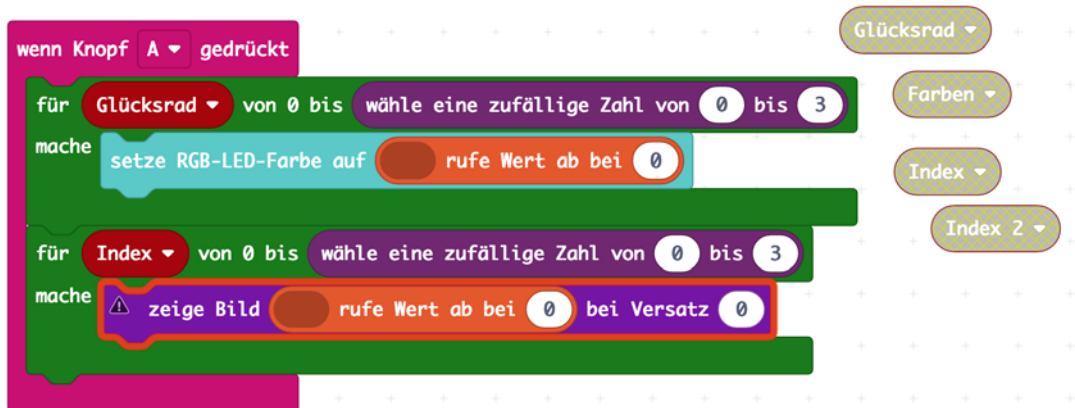 wenn Knopf A gedrückt
für Glücksrad von 0 bis wähle eine zufällige Zahl von 0 bis 3
mache setze RGB-LED-Farbe auf rufe Wert ab bei 0
für Index von 0 bis wähle eine zufällige Zahl von 0 bis 3
mache zeige Bild rufe Wert ab bei 0 bei Versatz 0
Glücksrad
Farben
Index
Index 2